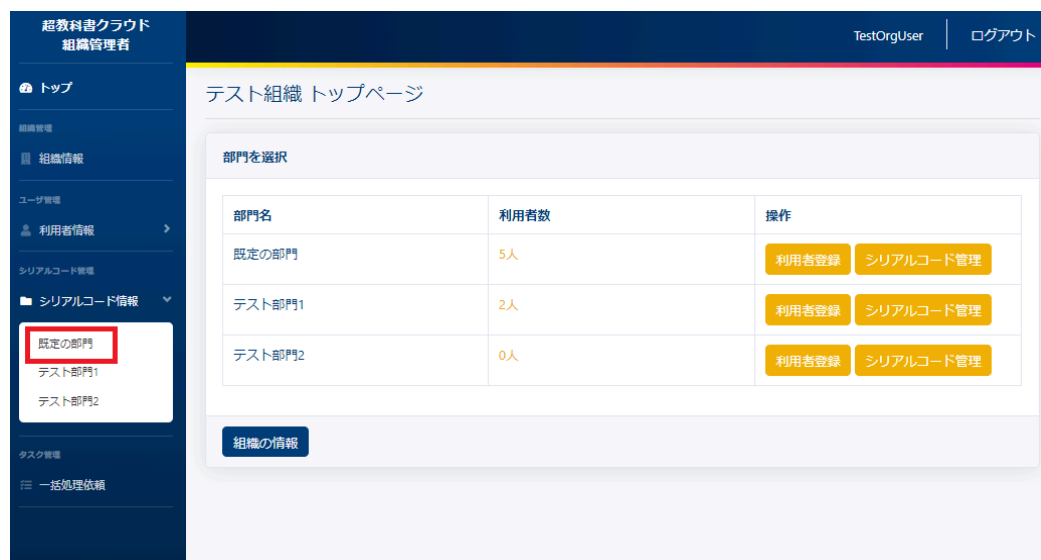 超教科書クラウド
組織管理者
TestOrgUser
ログアウト
トップ
組織管理
組織情報
ユーザ管理
利用者情報
シリアルコード管理
シリアルコード情報
既定の部門
テスト部門1
テスト部門2
タスク管理
一括処理依頼
テスト組織 トップページ
部門を選択
部門名 利用者数 操作
既定の部門 5人 利用者登録 シリアルコード管理
テスト部門1 2人 利用者登録 シリアルコード管理
テスト部門2 0人 利用者登録 シリアルコード管理
組織の情報